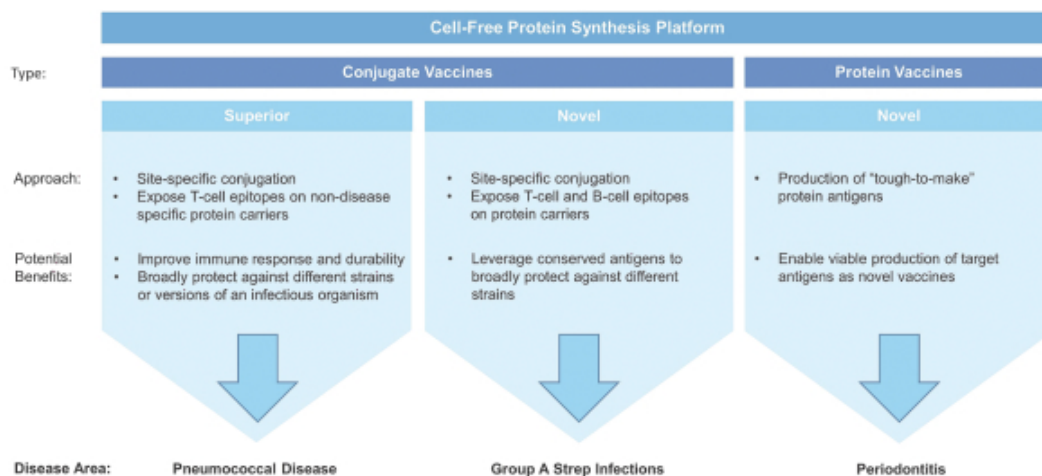 Cell-Free Protein Synthesis Platform
Type:
Conjugate Vaccines
Protein Vaccines
Superior
Novel
Novel
Approach:
• Site-specific conjugation
• Expose T-cell epitopes on non-disease
specific protein carriers
• Site-specific conjugation
• Expose T-cell and B-cell epitopes
on protein carriers
• Production of "tough-to-make"
protein antigens
Potential
Benefits:
• Improve immune response and durability
• Broadly protect against different strains
or versions of an infectious organism
• Leverage conserved antigens to
broadly protect against different
strains
• Enable viable production of target
antigens as novel vaccines
Disease Area:
Pneumococcal Disease
Group A Strep Infections
Periodontitis